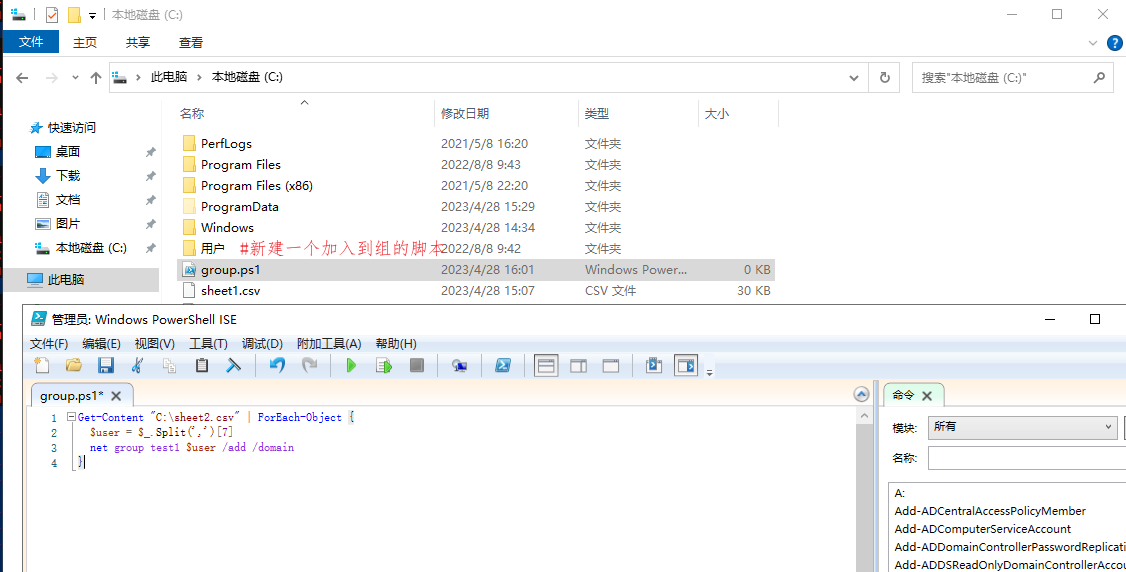 本地磁盘 (C:)
文件 主页 共享 查看
此电脑 › 本地磁盘 (C:) 搜索"本地磁盘 (C:)"
名称 修改日期 类型 大小
快速访问
桌面
下载
文档
图片
本地磁盘 (C:)
此电脑
PerfLogs 2021/5/8 16:20 文件夹
Program Files 2022/8/8 9:43 文件夹
Program Files (x86) 2021/5/8 22:20 文件夹
ProgramData 2023/4/28 15:29 文件夹
Windows 2023/4/28 14:34 文件夹
用户 #新建一个加入到组的脚本 2022/8/8 9:42 文件夹
group.ps1 2023/4/28 16:01 Windows Power... 0 KB
sheet1.csv 2023/4/28 15:07 CSV 文件 30 KB
管理员: Windows PowerShell ISE
文件(F) 编辑(E) 视图(V) 工具(T) 调试(D) 附加工具(A) 帮助(H)
group.ps1*
1 Get-Content "C:\sheet2.csv" | ForEach-Object {
2 $user = $_.Split(',')[7]
3 net group test1 $user /add /domain
4 }
命令
模块: 所有
名称:
A:
Add-ADCentralAccessPolicyMember
Add-ADComputerServiceAccount
Add-ADDomainControllerPasswordReplicati
Add-ADDSReadOnlyDomainControllerAccou